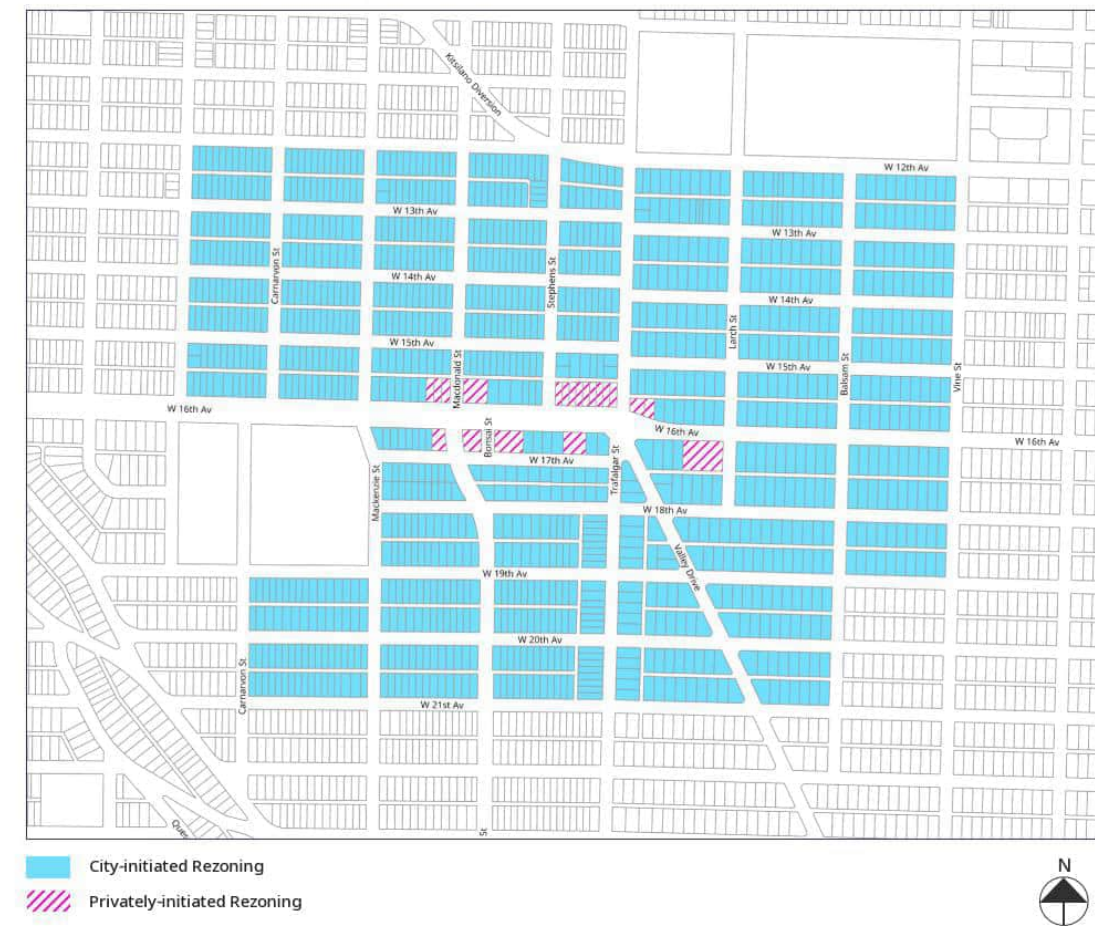 Kitsilano Diversion
W 12th Av
W 13th Av
W 13th Av
Carnarvon St
Stephens St
W 14th Av
W 14th Av
Larch St
W 15th Av
W 15th Av
Macdonald St
Balsam St
Vine St
W 16th Av
W 16th Av
W 16th Av
Bonsai St
W 17th Av
Trafalgar St
Mackenzie St
W 18th Av
Valley Drive
W 19th Av
W 20th Av
Carnarvon St
W 21st Av
Ques
St
City-initiated Rezoning
Privately-initiated Rezoning
N